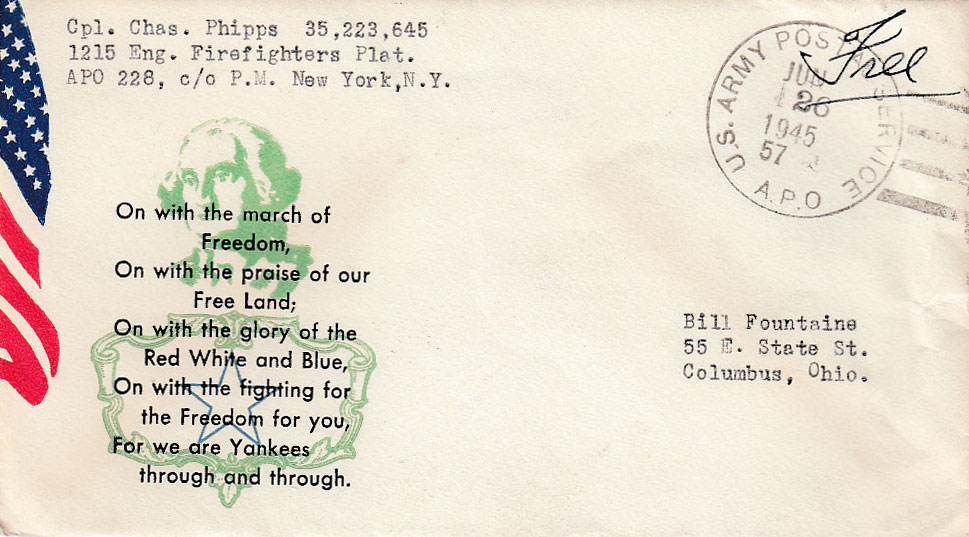 Cpl. Chas. Phipps 35,223,645
1215 Eng. Firefighters Plat.
APO 228, c/o P.M. New York,N.Y.
U.S. ARMY POSTAL SERVICE
JUN
26
1945
57
A.P.O
Free
On with the march of
Freedom,
On with the praise of our
Free Land;
On with the glory of the
Red White and Blue,
On with the fighting for
the Freedom for you,
For we are Yankees
through and through.
Bill Fountaine
55 E. State St.
Columbus, Ohio.